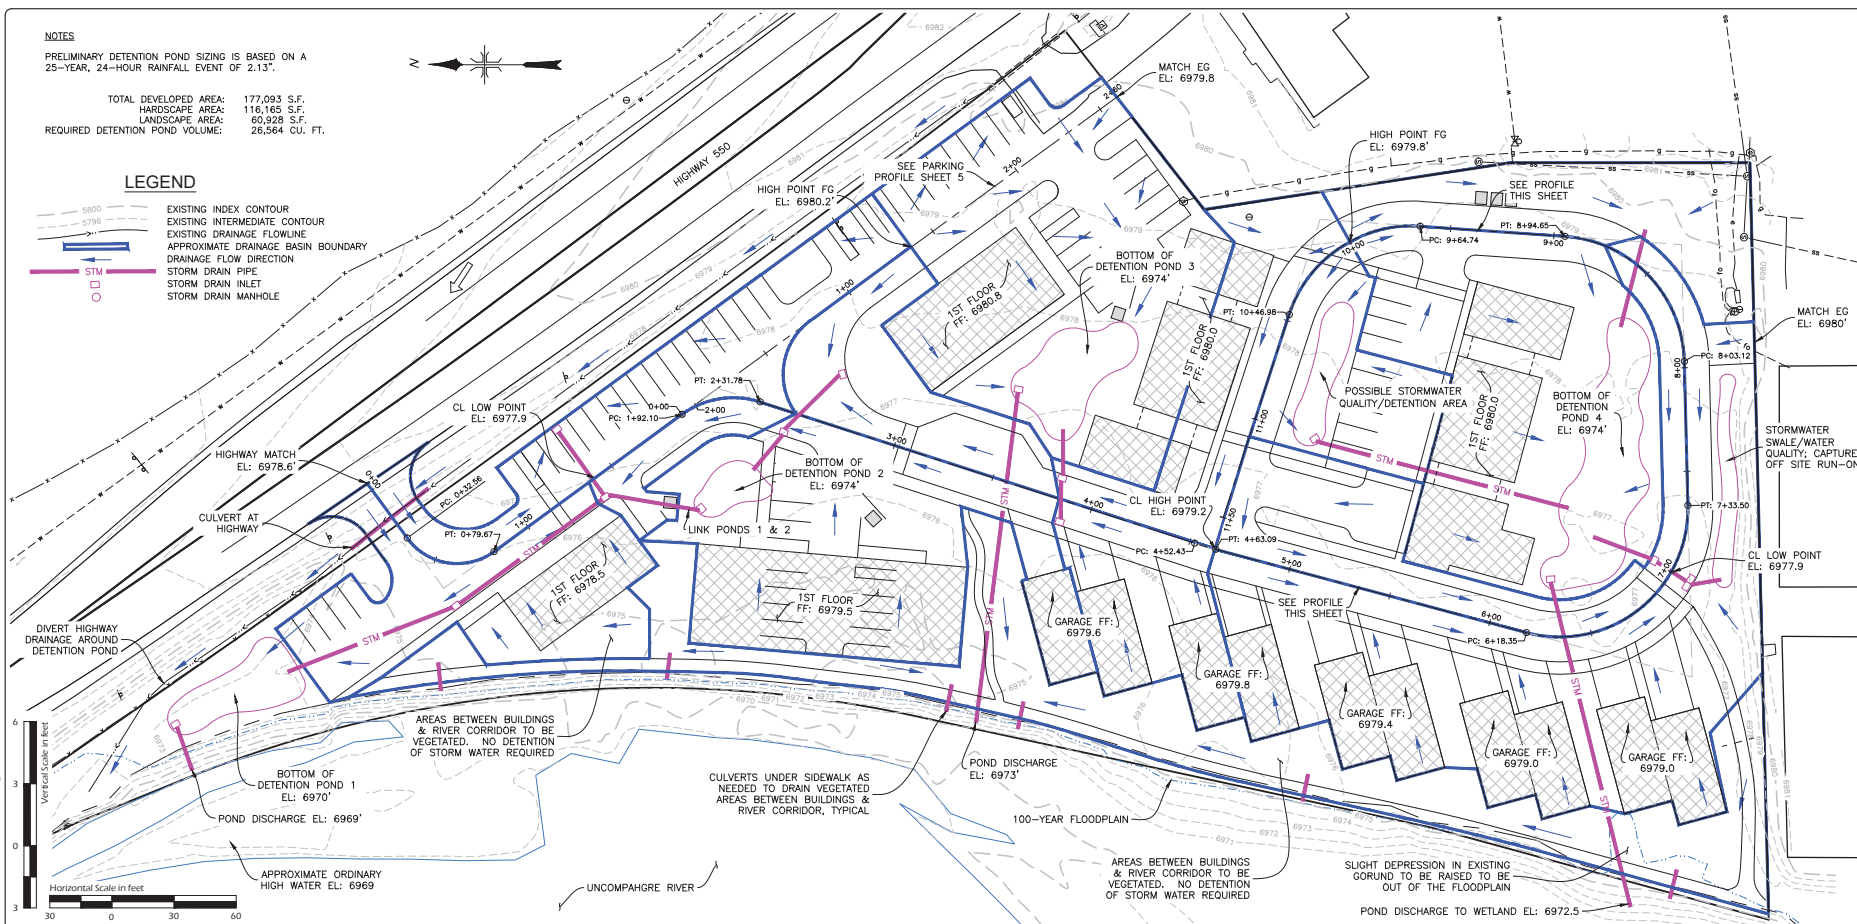 NOTES
PRELIMINARY DETENTION POND SIZING IS BASED ON A
25-YEAR, 24-HOUR RAINFALL EVENT OF 2.13".
TOTAL DEVELOPED AREA: 177,093 S.F.
HARDSCAPE AREA: 116,165 S.F.
LANDSCAPE AREA: 60,928 S.F.
REQUIRED DETENTION POND VOLUME: 26,564 CU. FT.
N
LEGEND
5800 EXISTING INDEX CONTOUR
5796 EXISTING INTERMEDIATE CONTOUR
EXISTING DRAINAGE FLOWLINE
APPROXIMATE DRAINAGE BASIN BOUNDARY
DRAINAGE FLOW DIRECTION
STM STORM DRAIN PIPE
STORM DRAIN INLET
STORM DRAIN MANHOLE
HIGHWAY 550
MATCH EG
EL: 6979.8
HIGH POINT FG
EL: 6979.8'
SEE PARKING
PROFILE SHEET 5
HIGH POINT FG
EL: 6980.2'
SEE PROFILE
THIS SHEET
BOTTOM OF
DETENTION POND 3
EL: 6974'
1ST FLOOR
FF: 6980.8
1ST FLOOR
FF: 6980.0
1ST FLOOR
FF: 6980.0
MATCH EG
EL: 6980'
PC: 9+64.74
PT: 8+94.65
PT: 10+46.98
PC: 8+03.12
POSSIBLE STORMWATER
QUALITY/DETENTION AREA
BOTTOM OF
DETENTION
POND 4
EL: 6974'
STORMWATER
SWALE/WATER
QUALITY; CAPTURE
OFF SITE RUN-ON
PT: 2+31.78
PC: 1+92.10
CL LOW POINT
EL: 6977.9
HIGHWAY MATCH
EL: 6978.6'
PC: 0+32.56
PT: 0+79.67
CULVERT AT
HIGHWAY
BOTTOM OF
DETENTION POND 2
EL: 6974'
LINK PONDS 1 & 2
CL HIGH POINT
EL: 6979.2
PC: 4+52.43
PT: 4+63.09
PT: 7+33.50
CL LOW POINT
EL: 6977.9
1ST FLOOR
FF: 6978.5
1ST FLOOR
FF: 6979.5
SEE PROFILE
THIS SHEET
PC: 6+18.35
GARAGE FF:
6979.6
GARAGE FF:
6979.8
GARAGE FF:
6979.4
GARAGE FF:
6979.0
GARAGE FF:
6979.0
DIVERT HIGHWAY
DRAINAGE AROUND
DETENTION POND
AREAS BETWEEN BUILDINGS
& RIVER CORRIDOR TO BE
VEGETATED. NO DETENTION
OF STORM WATER REQUIRED
BOTTOM OF
DETENTION POND 1
EL: 6970'
POND DISCHARGE EL: 6969'
CULVERTS UNDER SIDEWALK AS
NEEDED TO DRAIN VEGETATED
AREAS BETWEEN BUILDINGS &
RIVER CORRIDOR, TYPICAL
POND DISCHARGE
EL: 6973'
100-YEAR FLOODPLAIN
APPROXIMATE ORDINARY
HIGH WATER EL: 6969
UNCOMPAHGRE RIVER
AREAS BETWEEN BUILDINGS
& RIVER CORRIDOR TO BE
VEGETATED. NO DETENTION
OF STORM WATER REQUIRED
SLIGHT DEPRESSION IN EXISTING
GORUND TO BE RAISED TO BE
OUT OF THE FLOODPLAIN
POND DISCHARGE TO WETLAND EL: 6972.5
Vertical Scale in feet
6
3
0
3
Horizontal Scale in feet
30 0 30 60